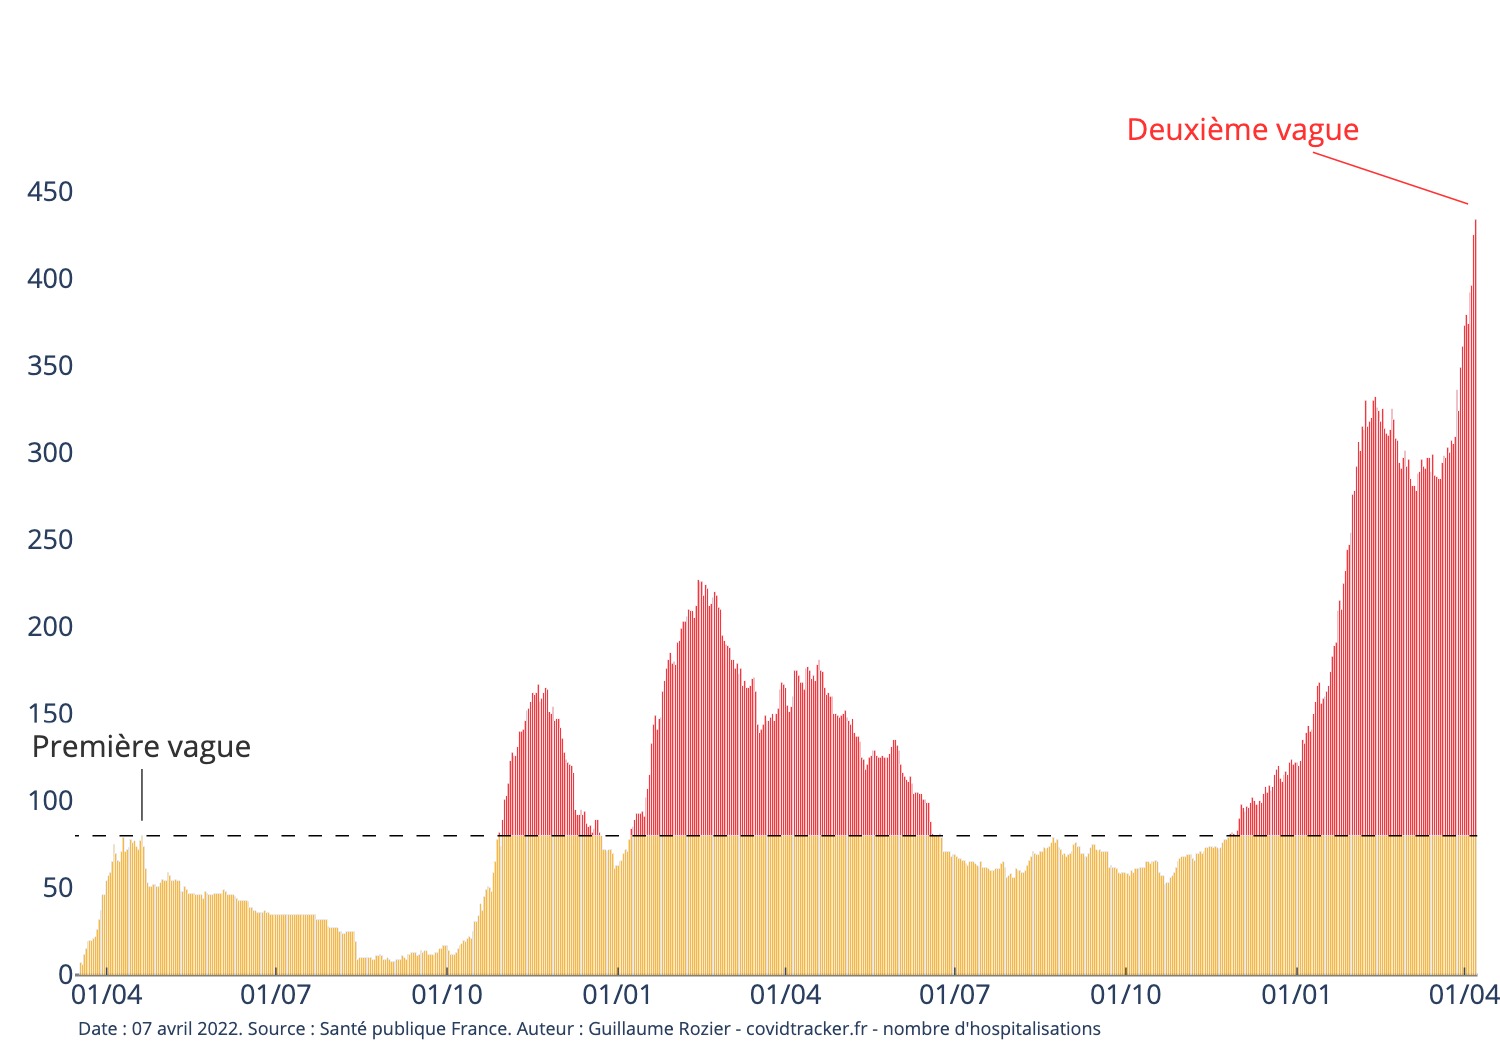 Deuxième vague
450
400
350
300
250
200
150
Première vague
100
50
0
01/04 01/07 01/10 01/01 01/04 01/07 01/10 01/01 01/04
Date : 07 avril 2022. Source : Santé publique France. Auteur : Guillaume Rozier - covidtracker.fr - nombre d'hospitalisations